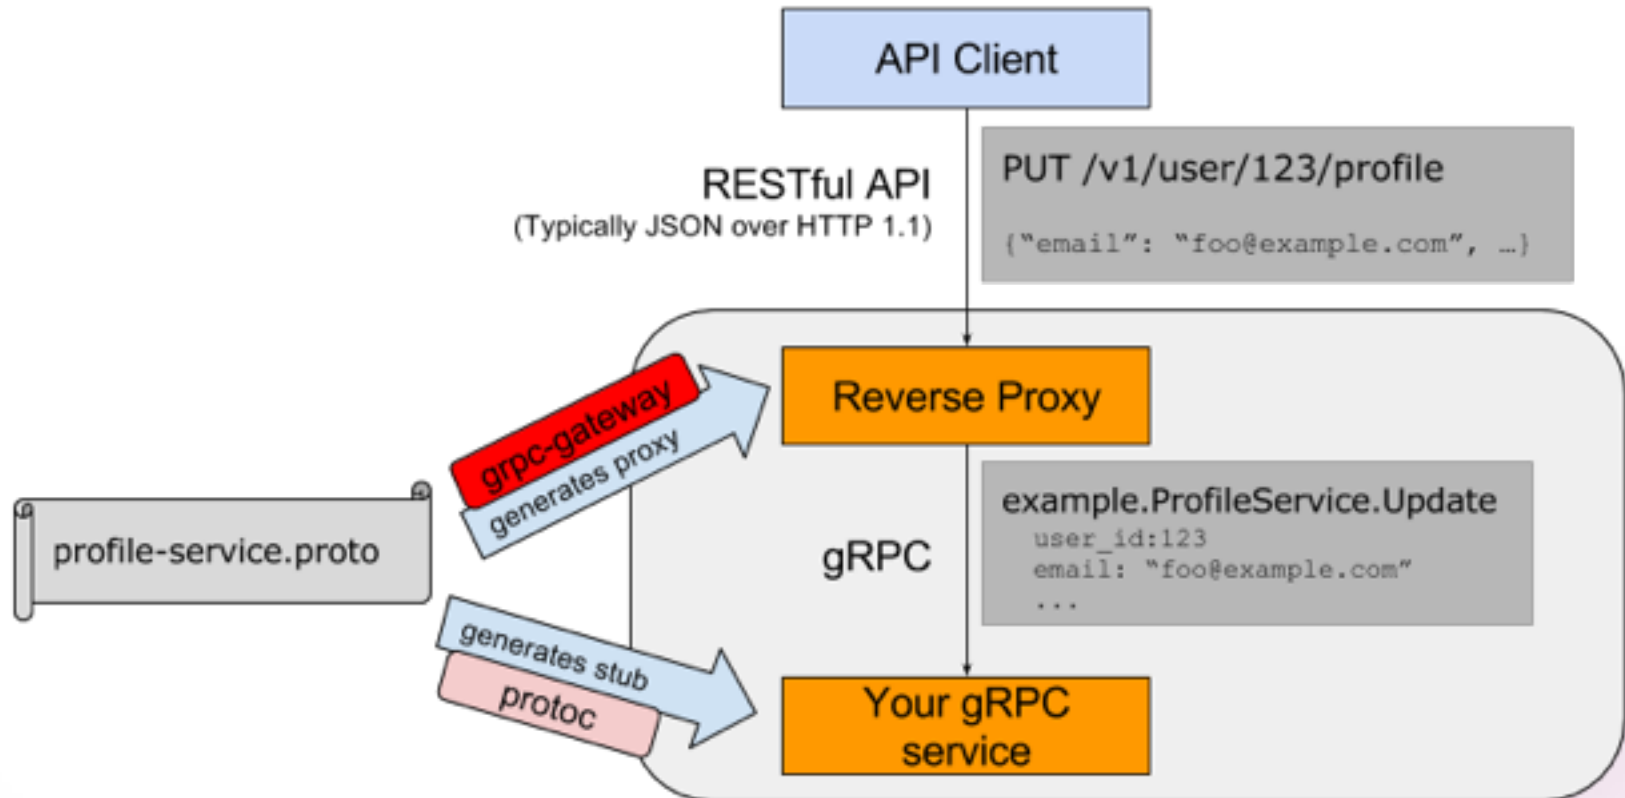 API Client
RESTful API
(Typically JSON over HTTP 1.1)
PUT /v1/user/123/profile
{“email”: “foo@example.com”, …}
grpc-gateway
generates proxy
Reverse Proxy
profile-service.proto
gRPC
example.ProfileService.Update
user_id:123
email: “foo@example.com”
...
generates stub
protoc
Your gRPC
service